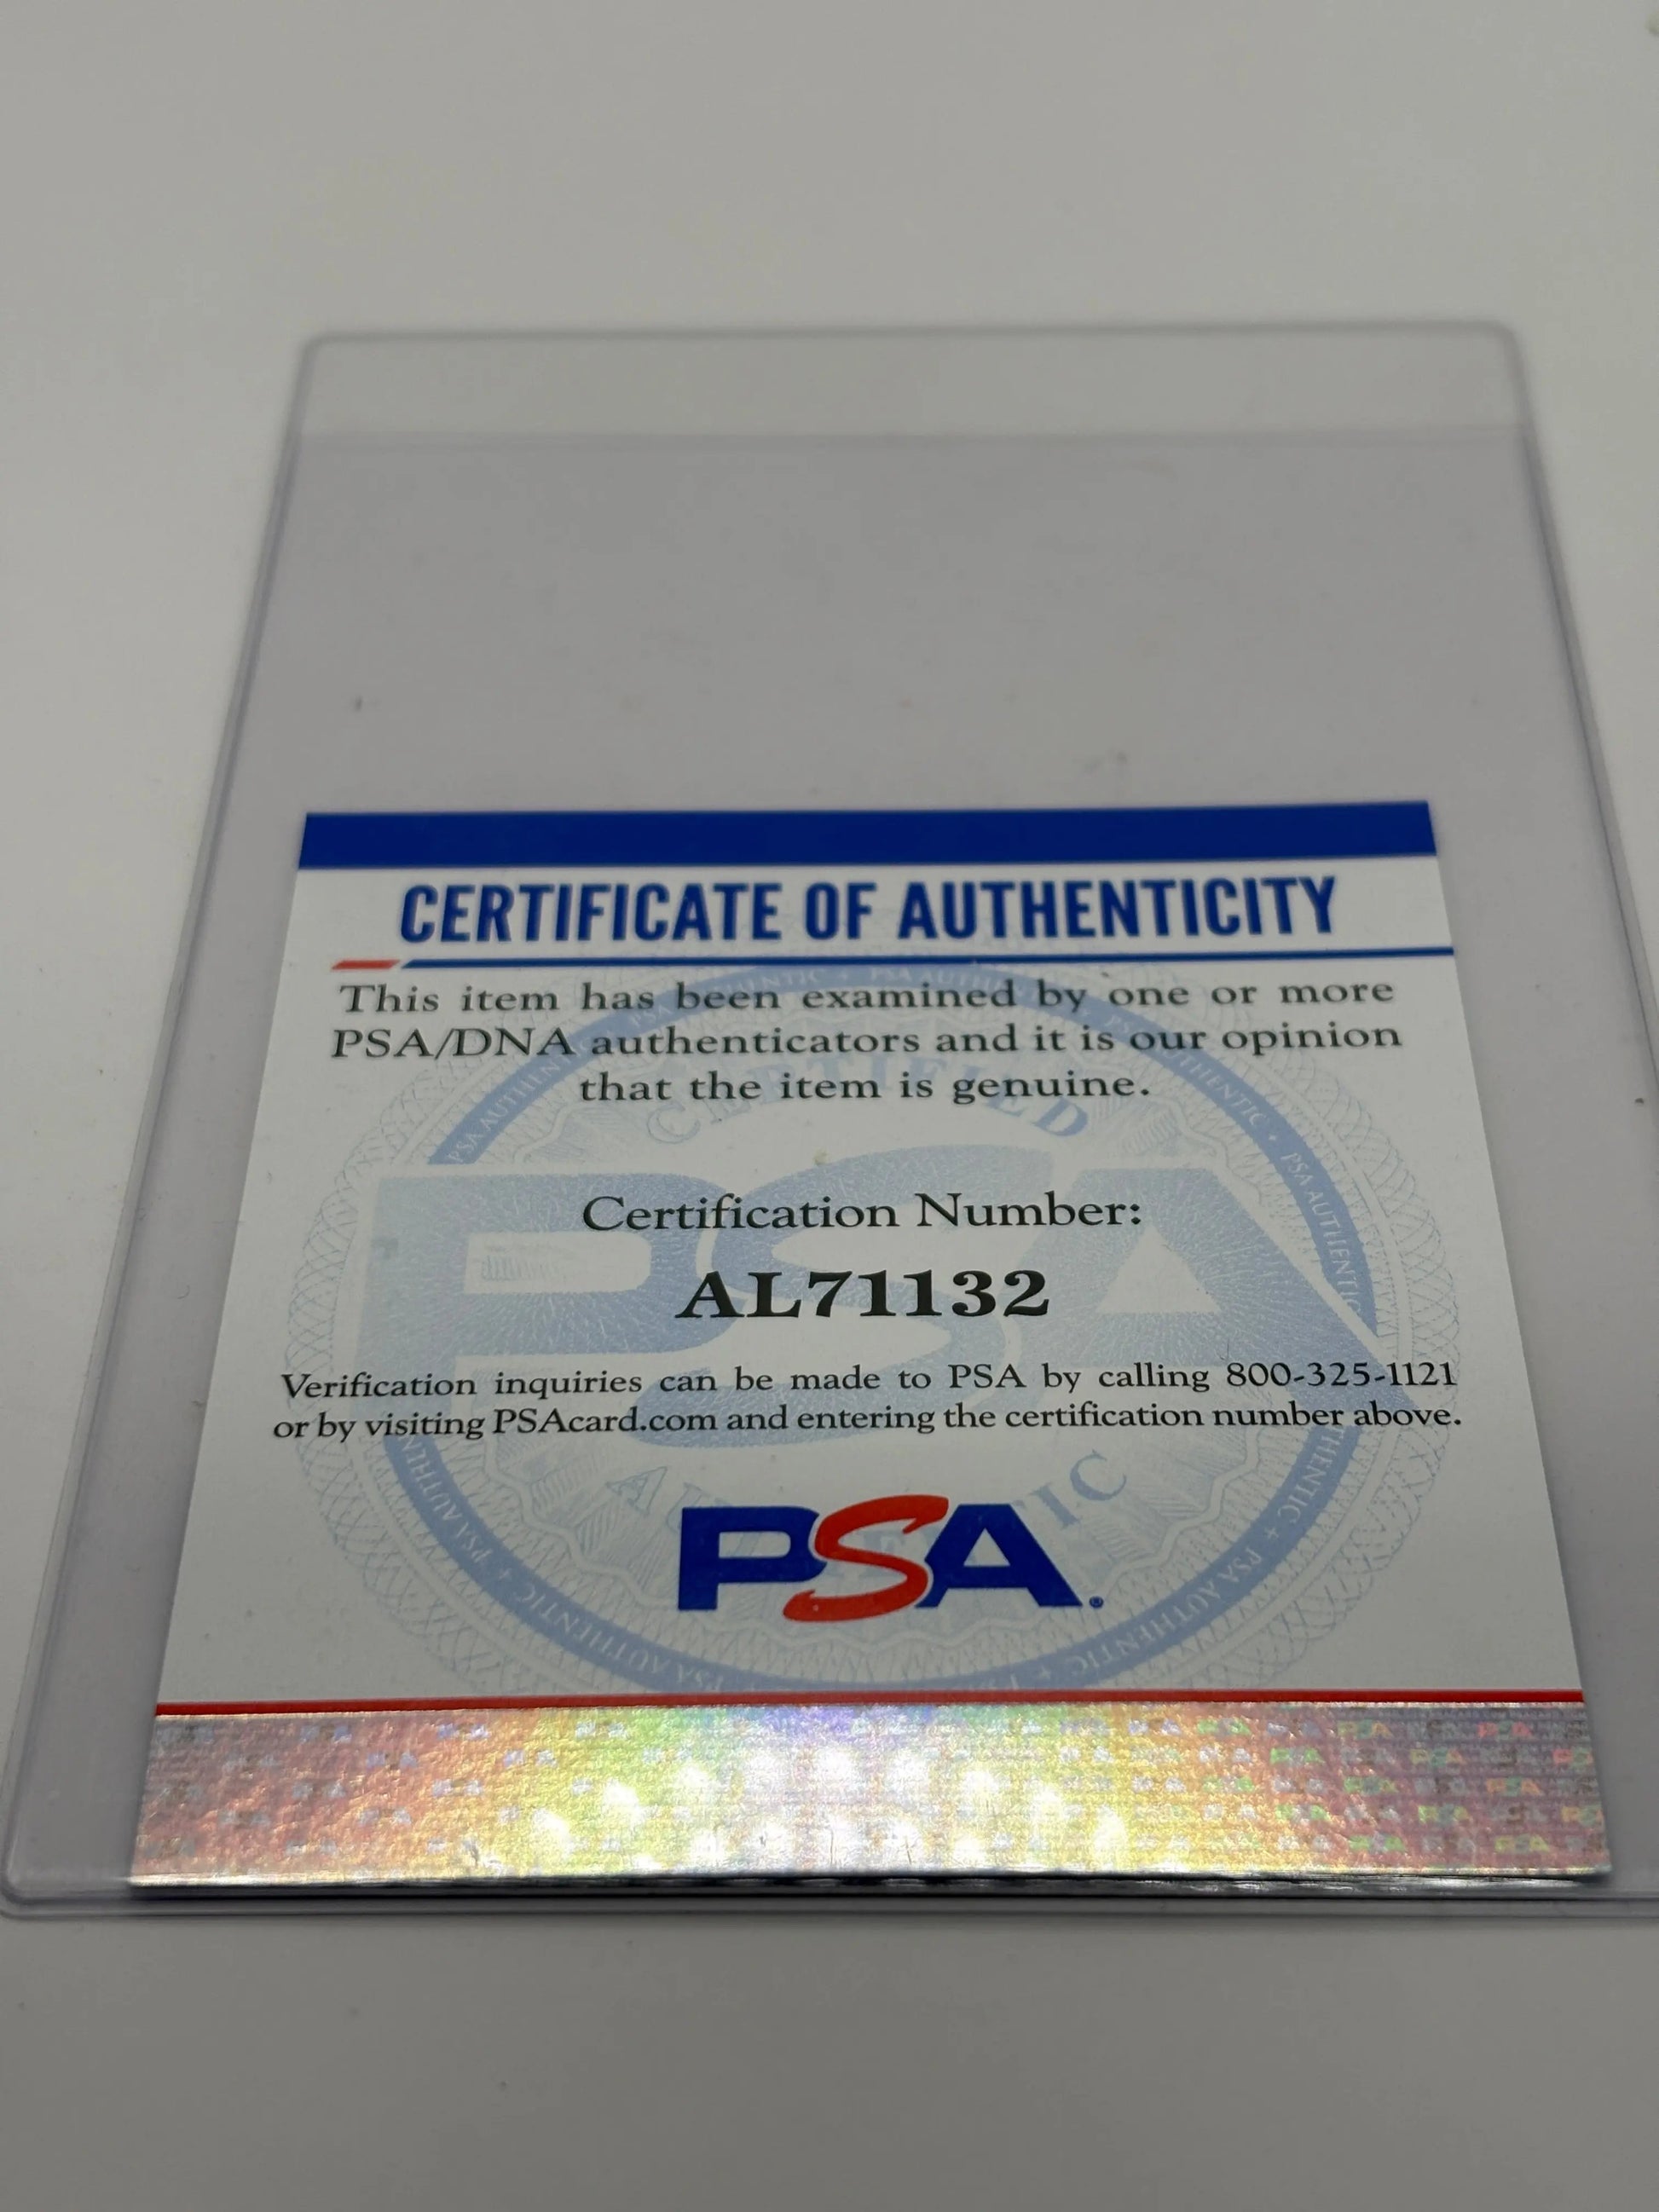 CERTIFICATE OF AUTHENTICITY
This item has been examined by one or more
PSA/DNA authenticators and it is our opinion
that the item is genuine.
Certification Number:
AL71132
Verification inquiries can be made to PSA by calling 800-325-1121
or by visiting PSAcard.com and entering the certification number above.
PSA®